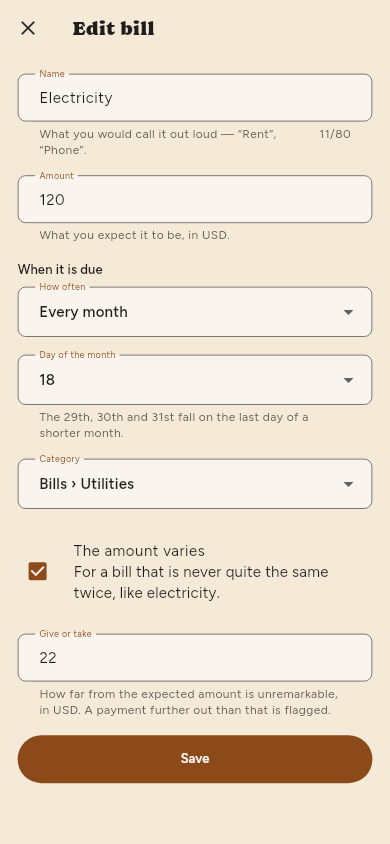 Edit bill
Name
Electricity
What you would call it out loud — “Rent”,
11/80
“Phone”.
Amount
120
What you expect it to be, in USD.
When it is due
How often
Every month
Day of the month
18
The 29th, 30th and 31st fall on the last day of a
shorter month.
Category
Bills › Utilities
The amount varies
For a bill that is never quite the same
twice, like electricity.
Give or take
22
How far from the expected amount is unremarkable,
in USD. A payment further out than that is flagged.
Save